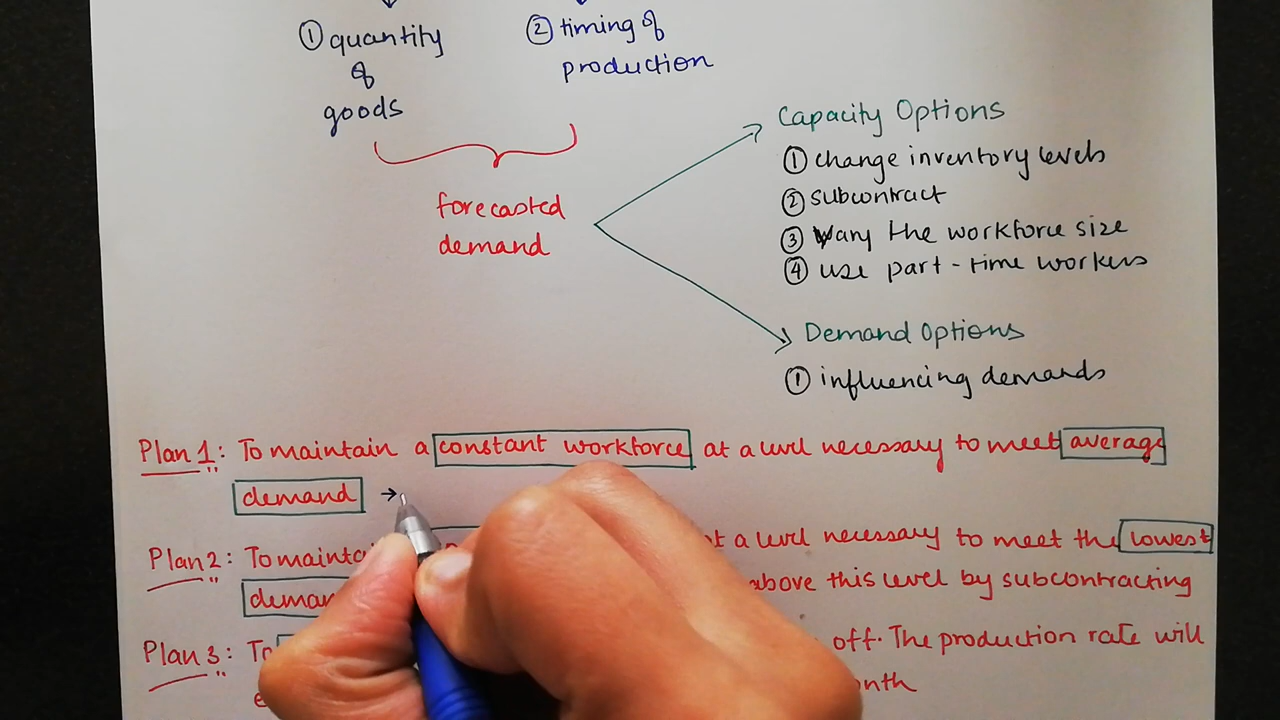 ① quantity
of
goods
② timing of
production
forecasted
demand
Capacity Options
① change inventory levels
② subcontract
③ Vary the workforce size
④ use part-time workers
Demand Options
① influencing demands
Plan 1: To maintain a constant workforce at a level necessary to meet average
demand →
Plan 2: To at a level necessary to meet the lowest
above this level by subcontracting
Plan 3: To off. The production rate will